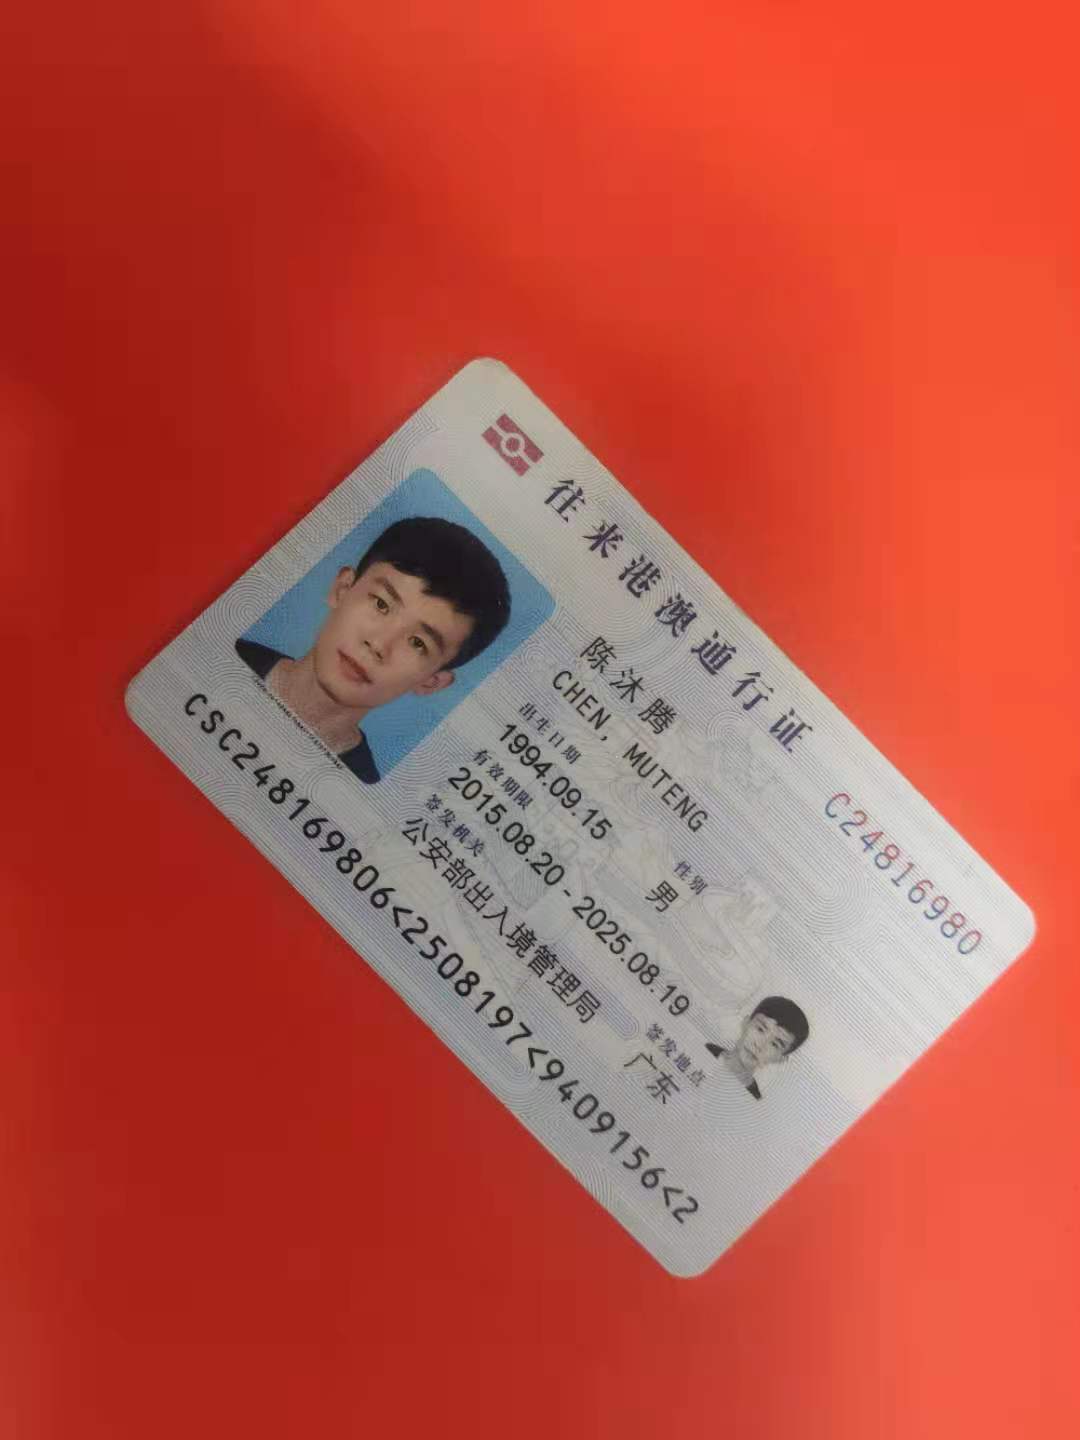 往来港澳通行证
C24816980
陈沐腾
CHEN, MUTENG
出生日期 性别
1994.09.15 男
有效期限
2015.08.20 - 2025.08.19
签发机关 签发地点
公安部出入境管理局 广东
CSC248169806<2508197<9409156<2